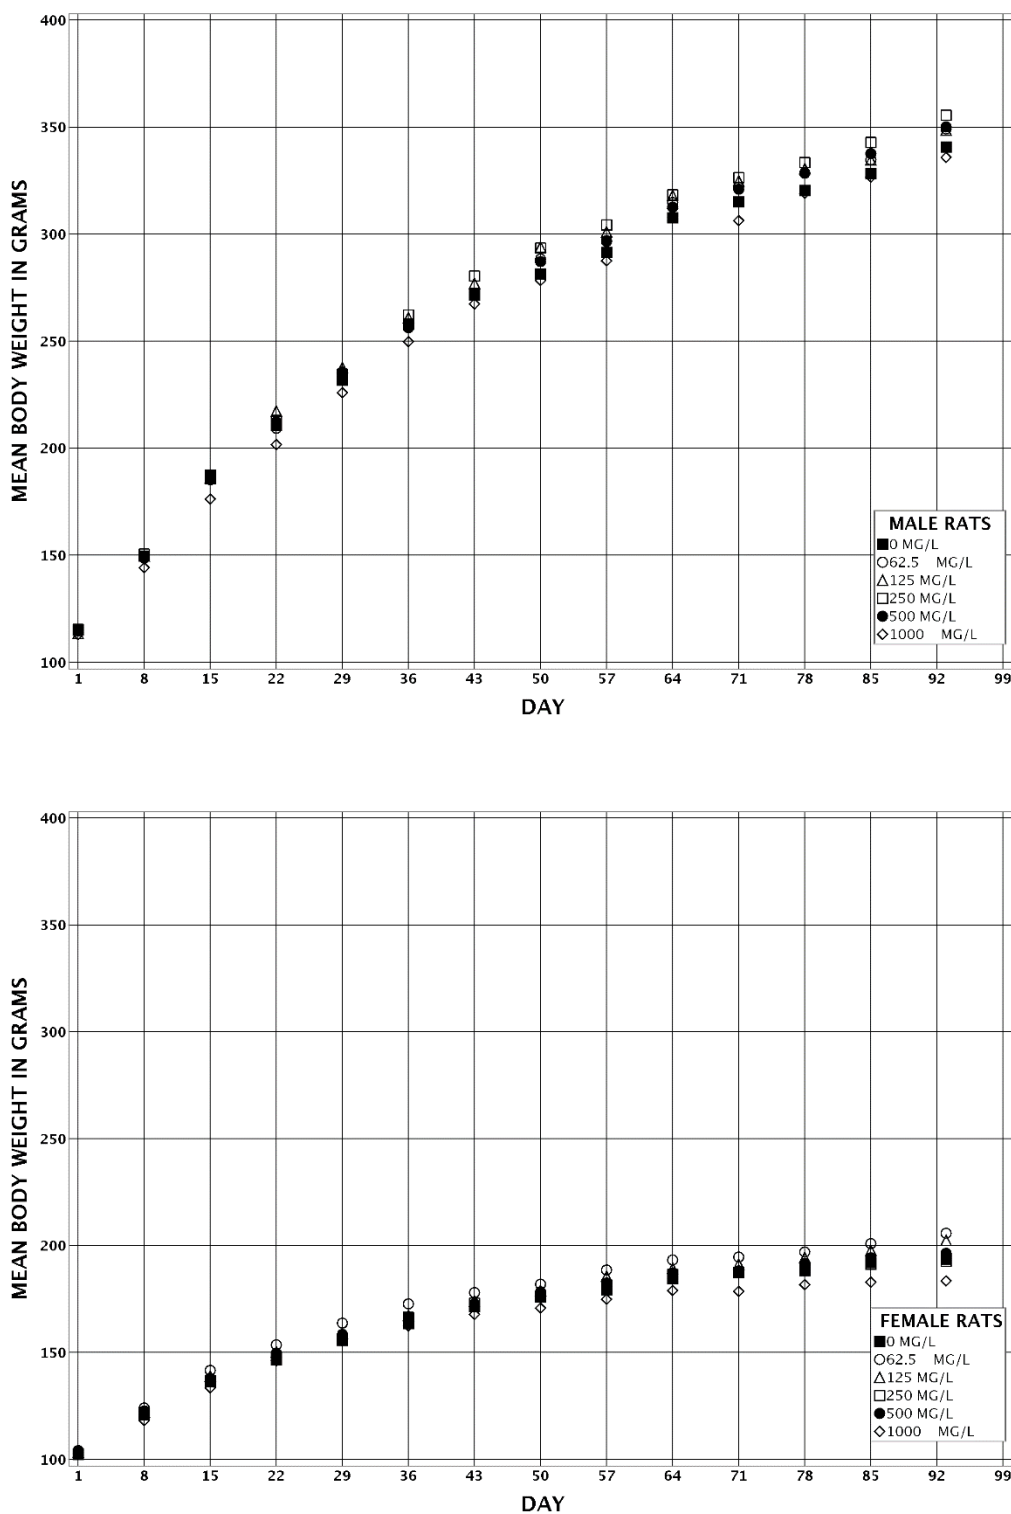 400
350
300
250
200
150
100
MEAN BODY WEIGHT IN GRAMS
MALE RATS
0 MG/L
62.5 MG/L
125 MG/L
250 MG/L
500 MG/L
1000 MG/L
1 8 15 22 29 36 43 50 57 64 71 78 85 92 99
DAY
400
350
300
250
200
150
100
MEAN BODY WEIGHT IN GRAMS
FEMALE RATS
0 MG/L
62.5 MG/L
125 MG/L
250 MG/L
500 MG/L
1000 MG/L
1 8 15 22 29 36 43 50 57 64 71 78 85 92 99
DAY